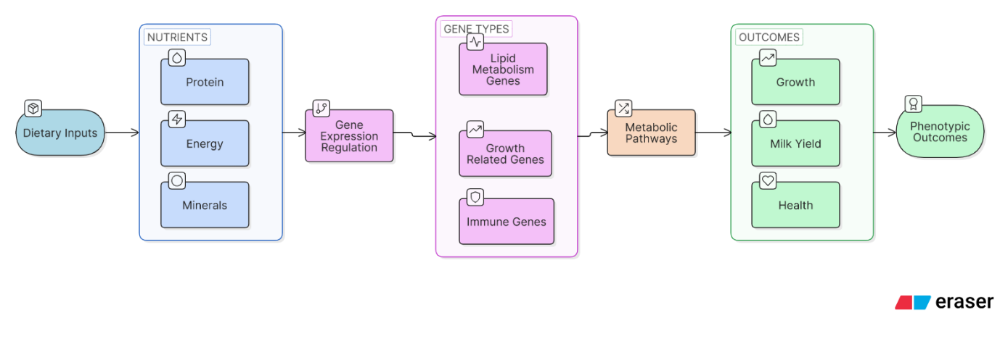 Dietary Inputs
NUTRIENTS
Protein
Energy
Minerals
Gene
Expression
Regulation
GENE TYPES
Lipid
Metabolism
Genes
Growth
Related Genes
Immune Genes
Metabolic
Pathways
OUTCOMES
Growth
Milk Yield
Health
Phenotypic
Outcomes
eraser